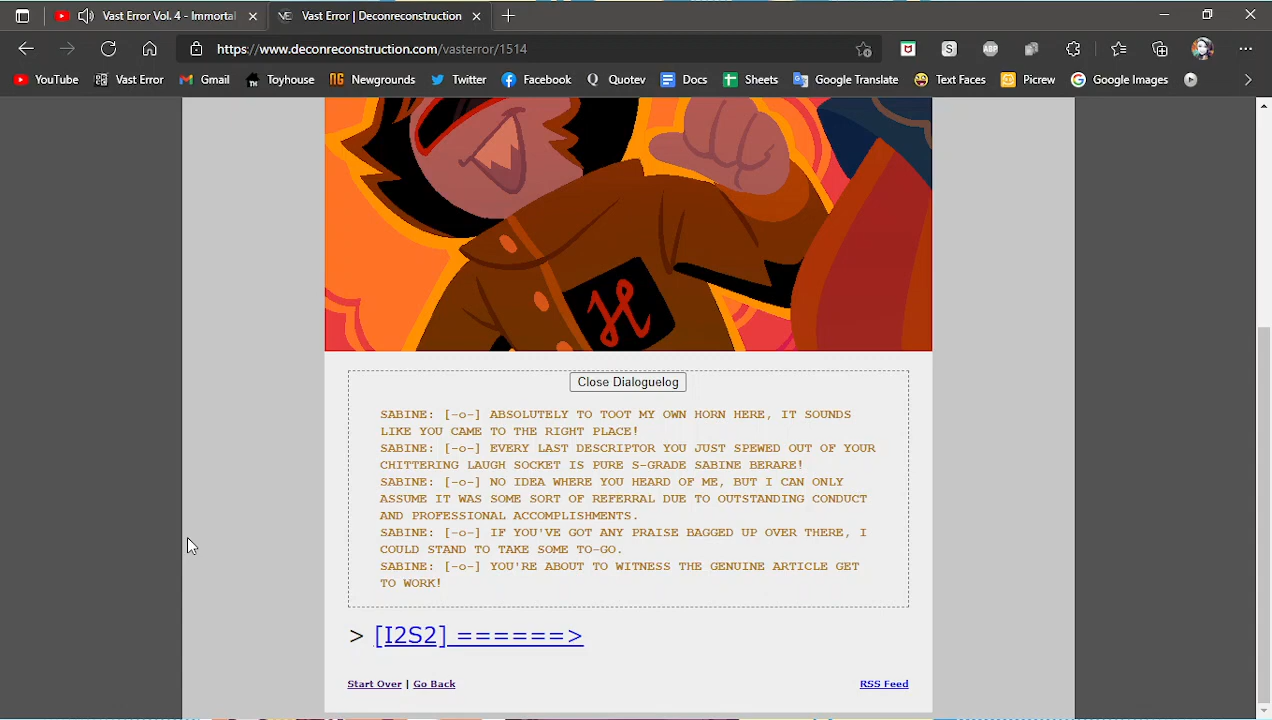 Vast Error Vol. 4 - Immortal
Vast Error | Deconreconstruction
https://www.deconreconstruction.com/vasterror/1514
YouTube Vast Error Gmail Toyhouse Newgrounds Twitter Facebook Quotev Docs Sheets Google Translate Text Faces Picrew Google Images
H
Close Dialoguelog
SABINE: [-o-] ABSOLUTELY TO TOOT MY OWN HORN HERE, IT SOUNDS
LIKE YOU CAME TO THE RIGHT PLACE!
SABINE: [-o-] EVERY LAST DESCRIPTOR YOU JUST SPEWED OUT OF YOUR
CHITTERING LAUGH SOCKET IS PURE S-GRADE SABINE BERARE!
SABINE: [-o-] NO IDEA WHERE YOU HEARD OF ME, BUT I CAN ONLY
ASSUME IT WAS SOME SORT OF REFERRAL DUE TO OUTSTANDING CONDUCT
AND PROFESSIONAL ACCOMPLISHMENTS.
SABINE: [-o-] IF YOU'VE GOT ANY PRAISE BAGGED UP OVER THERE, I
COULD STAND TO TAKE SOME TO-GO.
SABINE: [-o-] YOU'RE ABOUT TO WITNESS THE GENUINE ARTICLE GET
TO WORK!
> [I2S2] ======>
Start Over | Go Back
RSS Feed